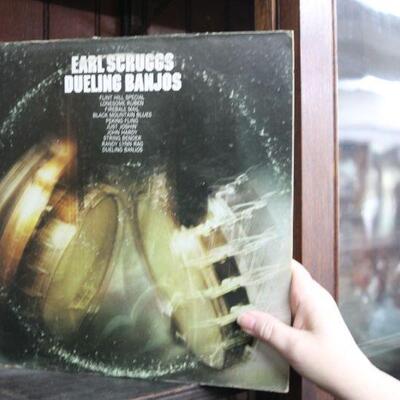 EARL SCRUGGS
DUELING BANJOS
FLINT HILL SPECIAL
LONESOME RUBEN
FIREBALL MAIL
BLACK MOUNTAIN BLUES
PEKING FLING
JUST JOSHIN'
JOHN HARDY
STRING BENDER
RANDY LYNN RAG
DUELING BANJOS